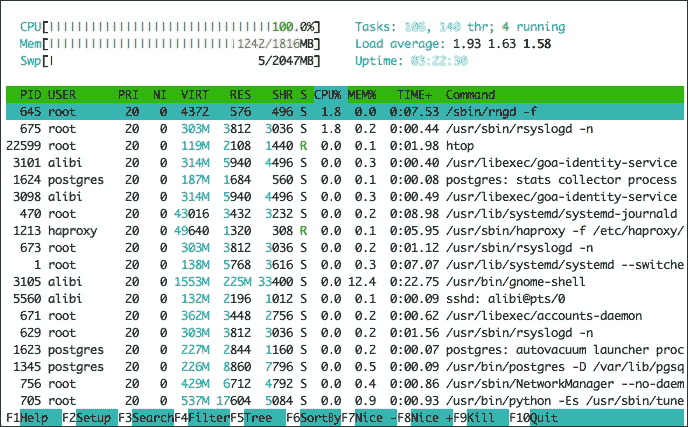 CPU[||||||||||||||||||||||||||||||||||100.0%] Tasks: 106, 140 thr; 4 running
Mem[||||||||||||||||||||||||||||1242/1816MB] Load average: 1.93 1.63 1.58
Swp[| 5/2047MB] Uptime: 03:22:30
PID USER PRI NI VIRT RES SHR S CPU% MEM% TIME+ Command
645 root 20 0 4372 576 496 S 1.8 0.0 0:07.53 /sbin/rngd -f
675 root 20 0 303M 3812 3036 S 1.8 0.2 0:00.44 /usr/sbin/rsyslogd -n
22599 root 20 0 119M 2108 1440 R 0.0 0.1 0:01.98 htop
3101 alibi 20 0 314M 5940 4496 S 0.0 0.3 0:00.40 /usr/libexec/goa-identity-service
1624 postgres 20 0 187M 1684 560 S 0.0 0.1 0:00.08 postgres: stats collector process
3098 alibi 20 0 314M 5940 4496 S 0.0 0.3 0:00.49 /usr/libexec/goa-identity-service
470 root 20 0 43016 3432 3232 S 0.0 0.2 0:08.98 /usr/lib/systemd/systemd-journald
1213 haproxy 20 0 49640 1320 308 R 0.0 0.1 0:05.95 /usr/sbin/haproxy -f /etc/haproxy/
673 root 20 0 303M 3812 3036 S 0.0 0.2 0:01.12 /usr/sbin/rsyslogd -n
1 root 20 0 138M 5768 3616 S 0.0 0.3 0:07.07 /usr/lib/systemd/systemd --switche
3105 alibi 20 0 1553M 225M 33400 S 0.0 12.4 0:22.75 /usr/bin/gnome-shell
5560 alibi 20 0 132M 2196 1012 S 0.0 0.1 0:00.09 sshd: alibi@pts/0
671 root 20 0 362M 3448 2756 S 0.0 0.2 0:00.62 /usr/libexec/accounts-daemon
629 root 20 0 303M 3812 3036 S 0.0 0.2 0:01.56 /usr/sbin/rsyslogd -n
1623 postgres 20 0 227M 2844 1160 S 0.0 0.2 0:00.07 postgres: autovacuum launcher proc
1345 postgres 20 0 226M 8860 7796 S 0.0 0.5 0:00.09 /usr/bin/postgres -D /var/lib/pgsq
756 root 20 0 429M 6712 4792 S 0.0 0.4 0:00.86 /usr/sbin/NetworkManager --no-daem
705 root 20 0 537M 17604 5084 S 0.0 0.9 0:00.93 /usr/bin/python -Es /usr/sbin/tune
F1Help F2Setup F3SearchF4FilterF5Tree F6SortByF7Nice -F8Nice +F9Kill F10Quit